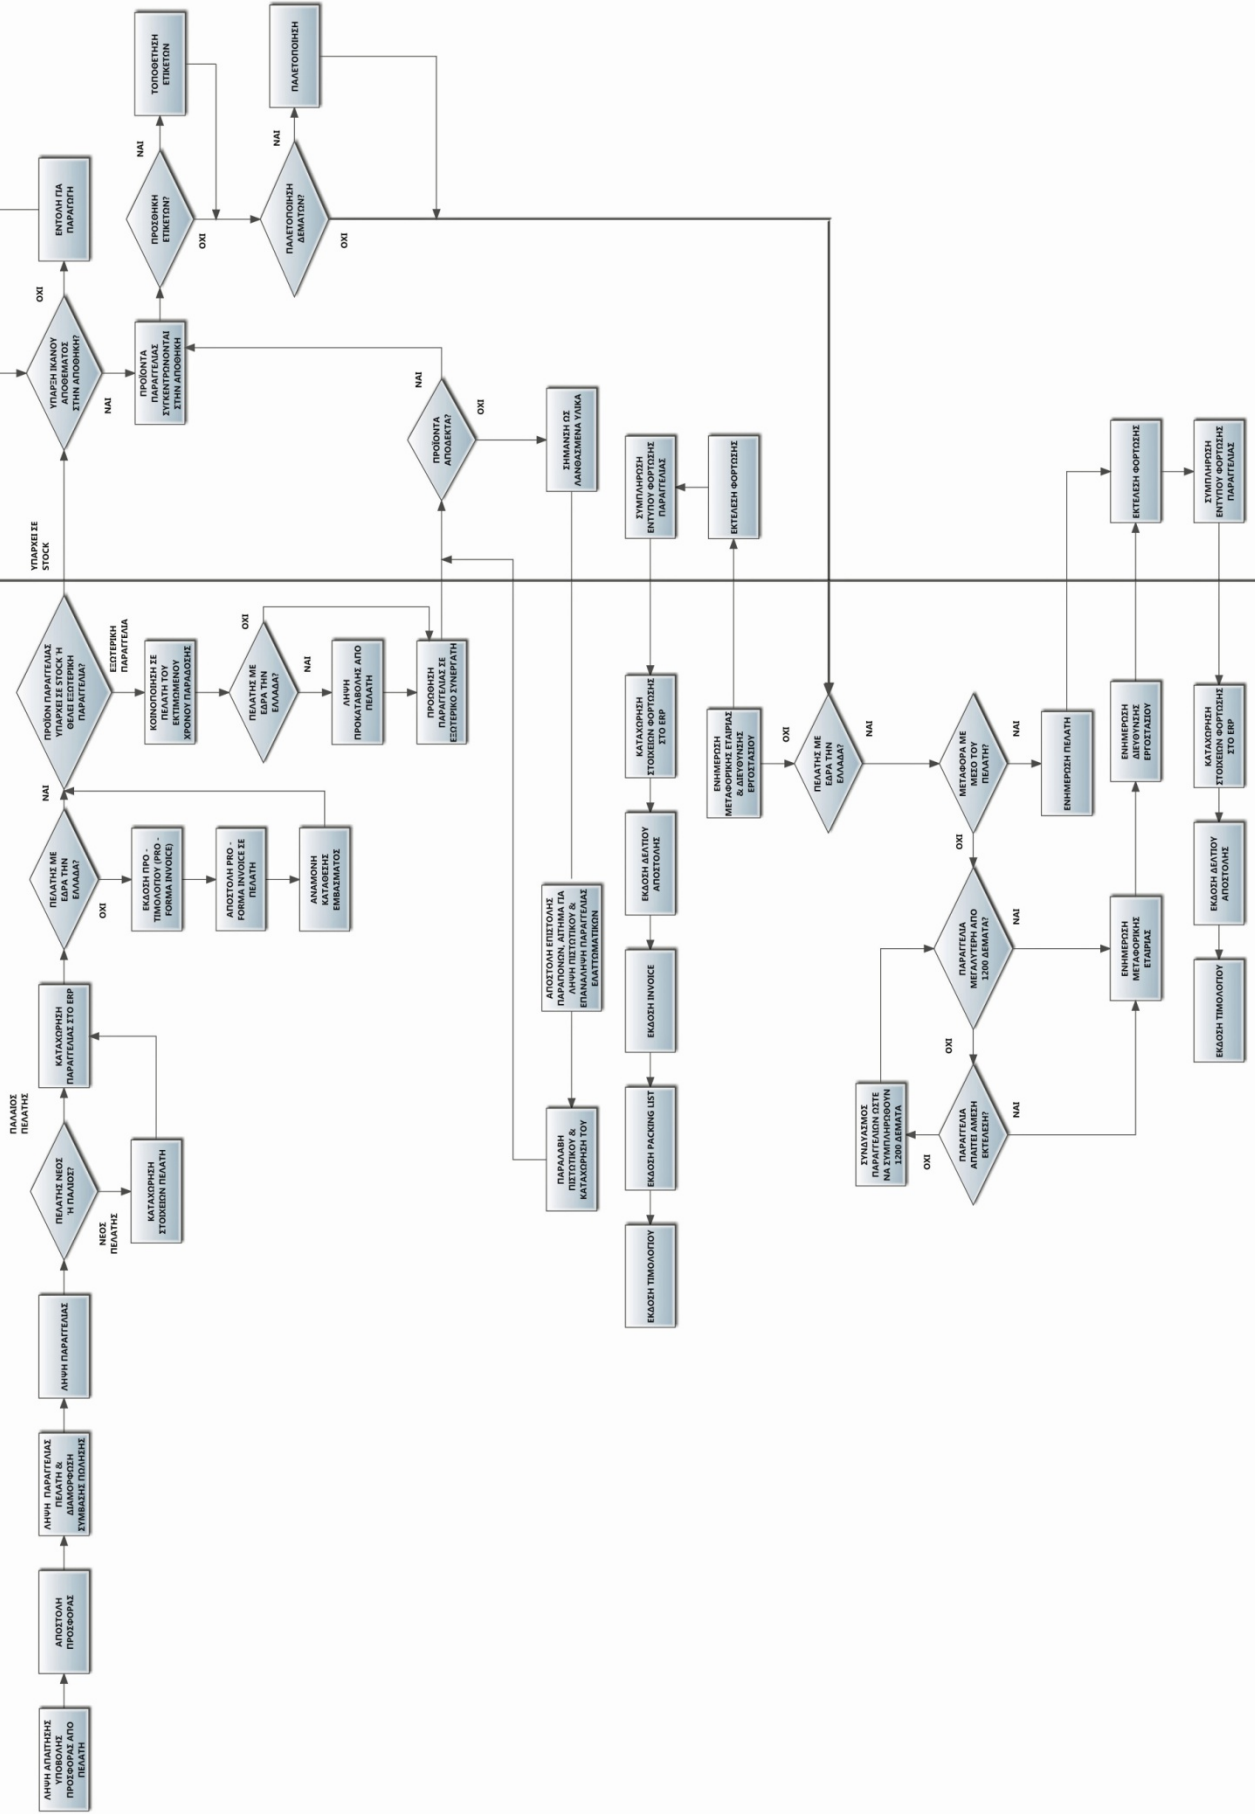 ΛΗΨΗ ΑΠΑΙΤΗΣΗΣ
ΥΠΟΒΟΛΗΣ
ΠΡΟΣΦΟΡΑΣ ΑΠΟ
ΠΕΛΑΤΗ
ΑΠΟΣΤΟΛΗ
ΠΡΟΣΦΟΡΑΣ
ΛΗΨΗ ΠΑΡΑΓΓΕΛΙΑΣ
ΠΕΛΑΤΗ &
ΔΙΑΜΟΡΦΩΣΗ
ΣΥΜΒΑΣΗΣ ΠΩΛΗΣΗΣ
ΛΗΨΗ ΠΑΡΑΓΓΕΛΙΑΣ
ΠΕΛΑΤΗΣ ΝΕΟΣ
Ή ΠΑΛΙΟΣ?
ΠΑΛΑΙΟΣ
ΠΕΛΑΤΗΣ
ΝΕΟΣ
ΠΕΛΑΤΗΣ
ΚΑΤΑΧΩΡΗΣΗ
ΣΤΟΙΧΕΙΩΝ ΠΕΛΑΤΗ
ΚΑΤΑΧΩΡΗΣΗ
ΠΑΡΑΓΓΕΛΙΑΣ ΣΤΟ ERP
ΠΕΛΑΤΗΣ ΜΕ
ΕΔΡΑ ΤΗΝ
ΕΛΛΑΔΑ?
ΝΑΙ
ΟΧΙ
ΕΚΔΟΣΗ ΠΡΟ -
ΤΙΜΟΛΟΓΙΟΥ (PRO -
FORMA INVOICE)
ΑΠΟΣΤΟΛΗ PRO -
FORMA INVOICE ΣΕ
ΠΕΛΑΤΗ
ΑΝΑΜΟΝΗ
ΚΑΤΑΘΕΣΗΣ
ΕΜΒΑΣΜΑΤΟΣ
ΠΡΟΪΟΝ ΠΑΡΑΓΓΕΛΙΑΣ
ΥΠΑΡΧΕΙ ΣΕ STOCK Ή
ΘΕΛΕΙ ΕΞΩΤΕΡΙΚΗ
ΠΑΡΑΓΓΕΛΙΑ?
ΥΠΑΡΧΕΙ ΣΕ
STOCK
ΕΞΩΤΕΡΙΚΗ
ΠΑΡΑΓΓΕΛΙΑ
ΚΟΙΝΟΠΟΙΗΣΗ ΣΕ
ΠΕΛΑΤΗ ΤΟΥ
ΕΚΤΙΜΩΜΕΝΟΥ
ΧΡΟΝΟΥ ΠΑΡΑΔΟΣΗΣ
ΠΕΛΑΤΗΣ ΜΕ
ΕΔΡΑ ΤΗΝ
ΕΛΛΑΔΑ?
ΟΧΙ
ΝΑΙ
ΛΗΨΗ
ΠΡΟΚΑΤΑΒΟΛΗΣ ΑΠΟ
ΠΕΛΑΤΗ
ΠΡΟΩΘΗΣΗ
ΠΑΡΑΓΓΕΛΙΑΣ ΣΕ
ΕΞΩΤΕΡΙΚΟ ΣΥΝΕΡΓΑΤΗ
ΥΠΑΡΞΗ ΙΚΑΝΟΥ
ΑΠΟΘΕΜΑΤΟΣ
ΣΤΗΝ ΑΠΟΘΗΚΗ?
ΟΧΙ
ΝΑΙ
ΕΝΤΟΛΗ ΓΙΑ
ΠΑΡΑΓΩΓΗ
ΠΡΟΪΟΝΤΑ
ΠΑΡΑΓΓΕΛΙΑΣ
ΣΥΓΚΕΝΤΡΩΝΟΝΤΑΙ
ΣΤΗΝ ΑΠΟΘΗΚΗ
ΠΡΟΣΘΗΚΗ
ΕΤΙΚΕΤΩΝ?
ΝΑΙ
ΟΧΙ
ΤΟΠΟΘΕΤΗΣΗ
ΕΤΙΚΕΤΩΝ
ΠΑΛΕΤΟΠΟΙΗΣΗ
ΔΕΜΑΤΩΝ?
ΝΑΙ
ΟΧΙ
ΠΑΛΕΤΟΠΟΙΗΣΗ
ΠΡΟΪΟΝΤΑ
ΑΠΟΔΕΚΤΑ?
ΝΑΙ
ΟΧΙ
ΣΗΜΑΝΣΗ ΩΣ
ΛΑΝΘΑΣΜΕΝΑ ΥΛΙΚΑ
ΑΠΟΣΤΟΛΗ ΕΠΙΣΤΟΛΗΣ
ΠΑΡΑΠΟΝΩΝ, ΑΙΤΗΜΑ ΓΙΑ
ΛΗΨΗ ΠΙΣΤΩΤΙΚΟΥ &
ΕΠΑΝΑΛΗΨΗ ΠΑΡΑΓΓΕΛΙΑΣ
ΕΛΑΤΤΩΜΑΤΙΚΩΝ
ΠΑΡΑΛΑΒΗ
ΠΙΣΤΩΤΙΚΟΥ &
ΚΑΤΑΧΩΡΗΣΗ ΤΟΥ
ΕΚΔΟΣΗ ΤΙΜΟΛΟΓΙΟΥ
ΕΚΔΟΣΗ PACKING LIST
ΕΚΔΟΣΗ INVOICE
ΕΚΔΟΣΗ ΔΕΛΤΙΟΥ
ΑΠΟΣΤΟΛΗΣ
ΚΑΤΑΧΩΡΗΣΗ
ΣΤΟΙΧΕΙΩΝ ΦΟΡΤΩΣΗΣ
ΣΤΟ ERP
ΣΥΜΠΛΗΡΩΣΗ
ΕΝΤΥΠΟΥ ΦΟΡΤΩΣΗΣ
ΠΑΡΑΓΓΕΛΙΑΣ
ΕΝΗΜΕΡΩΣΗ
ΜΕΤΑΦΟΡΙΚΗΣ ΕΤΑΙΡΙΑΣ
& ΔΙΕΥΘΥΝΣΗΣ
ΕΡΓΟΣΤΑΣΙΟΥ
ΕΚΤΕΛΕΣΗ ΦΟΡΤΩΣΗΣ
ΠΕΛΑΤΗΣ ΜΕ
ΕΔΡΑ ΤΗΝ
ΕΛΛΑΔΑ?
ΟΧΙ
ΝΑΙ
ΣΥΝΔΥΑΣΜΟΣ
ΠΑΡΑΓΓΕΛΙΩΝ ΩΣΤΕ
ΝΑ ΣΥΜΠΛΗΡΩΘΟΥΝ
1200 ΔΕΜΑΤΑ
ΟΧΙ
ΠΑΡΑΓΓΕΛΙΑ
ΑΠΑΙΤΕΙ ΑΜΕΣΗ
ΕΚΤΕΛΕΣΗ?
ΝΑΙ
ΟΧΙ
ΠΑΡΑΓΓΕΛΙΑ
ΜΕΓΑΛΥΤΕΡΗ ΑΠΟ
1200 ΔΕΜΑΤΑ?
ΝΑΙ
ΟΧΙ
ΜΕΤΑΦΟΡΑ ΜΕ
ΜΕΣΟ ΤΟΥ
ΠΕΛΑΤΗ?
ΝΑΙ
ΕΝΗΜΕΡΩΣΗ ΠΕΛΑΤΗ
ΕΝΗΜΕΡΩΣΗ
ΜΕΤΑΦΟΡΙΚΗΣ
ΕΤΑΙΡΙΑΣ
ΕΝΗΜΕΡΩΣΗ
ΔΙΕΥΘΥΝΣΗΣ
ΕΡΓΟΣΤΑΣΙΟΥ
ΕΚΤΕΛΕΣΗ ΦΟΡΤΩΣΗΣ
ΕΚΔΟΣΗ ΤΙΜΟΛΟΓΙΟΥ
ΕΚΔΟΣΗ ΔΕΛΤΙΟΥ
ΑΠΟΣΤΟΛΗΣ
ΚΑΤΑΧΩΡΗΣΗ
ΣΤΟΙΧΕΙΩΝ ΦΟΡΤΩΣΗΣ
ΣΤΟ ERP
ΣΥΜΠΛΗΡΩΣΗ
ΕΝΤΥΠΟΥ ΦΟΡΤΩΣΗΣ
ΠΑΡΑΓΓΕΛΙΑΣ